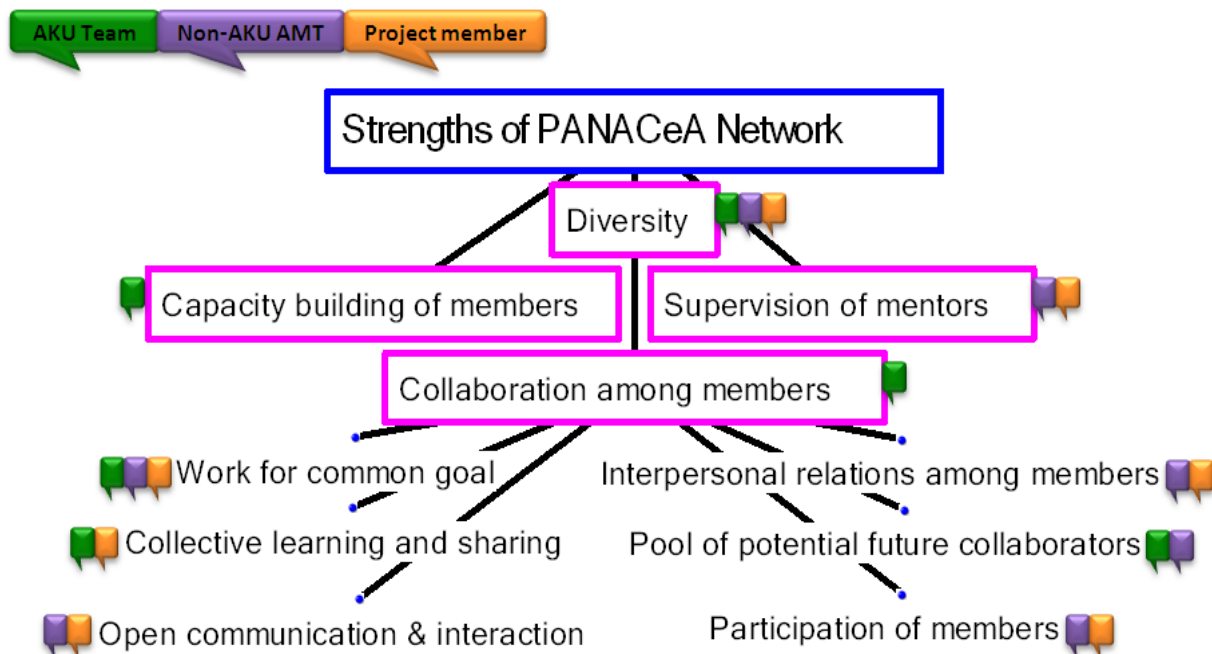 AKU Team
Non-AKU AMT
Project member
Strengths of PANACeA Network
Diversity
Capacity building of members
Supervision of mentors
Collaboration among members
Work for common goal
Interpersonal relations among members
Collective learning and sharing
Pool of potential future collaborators
Open communication & interaction
Participation of members